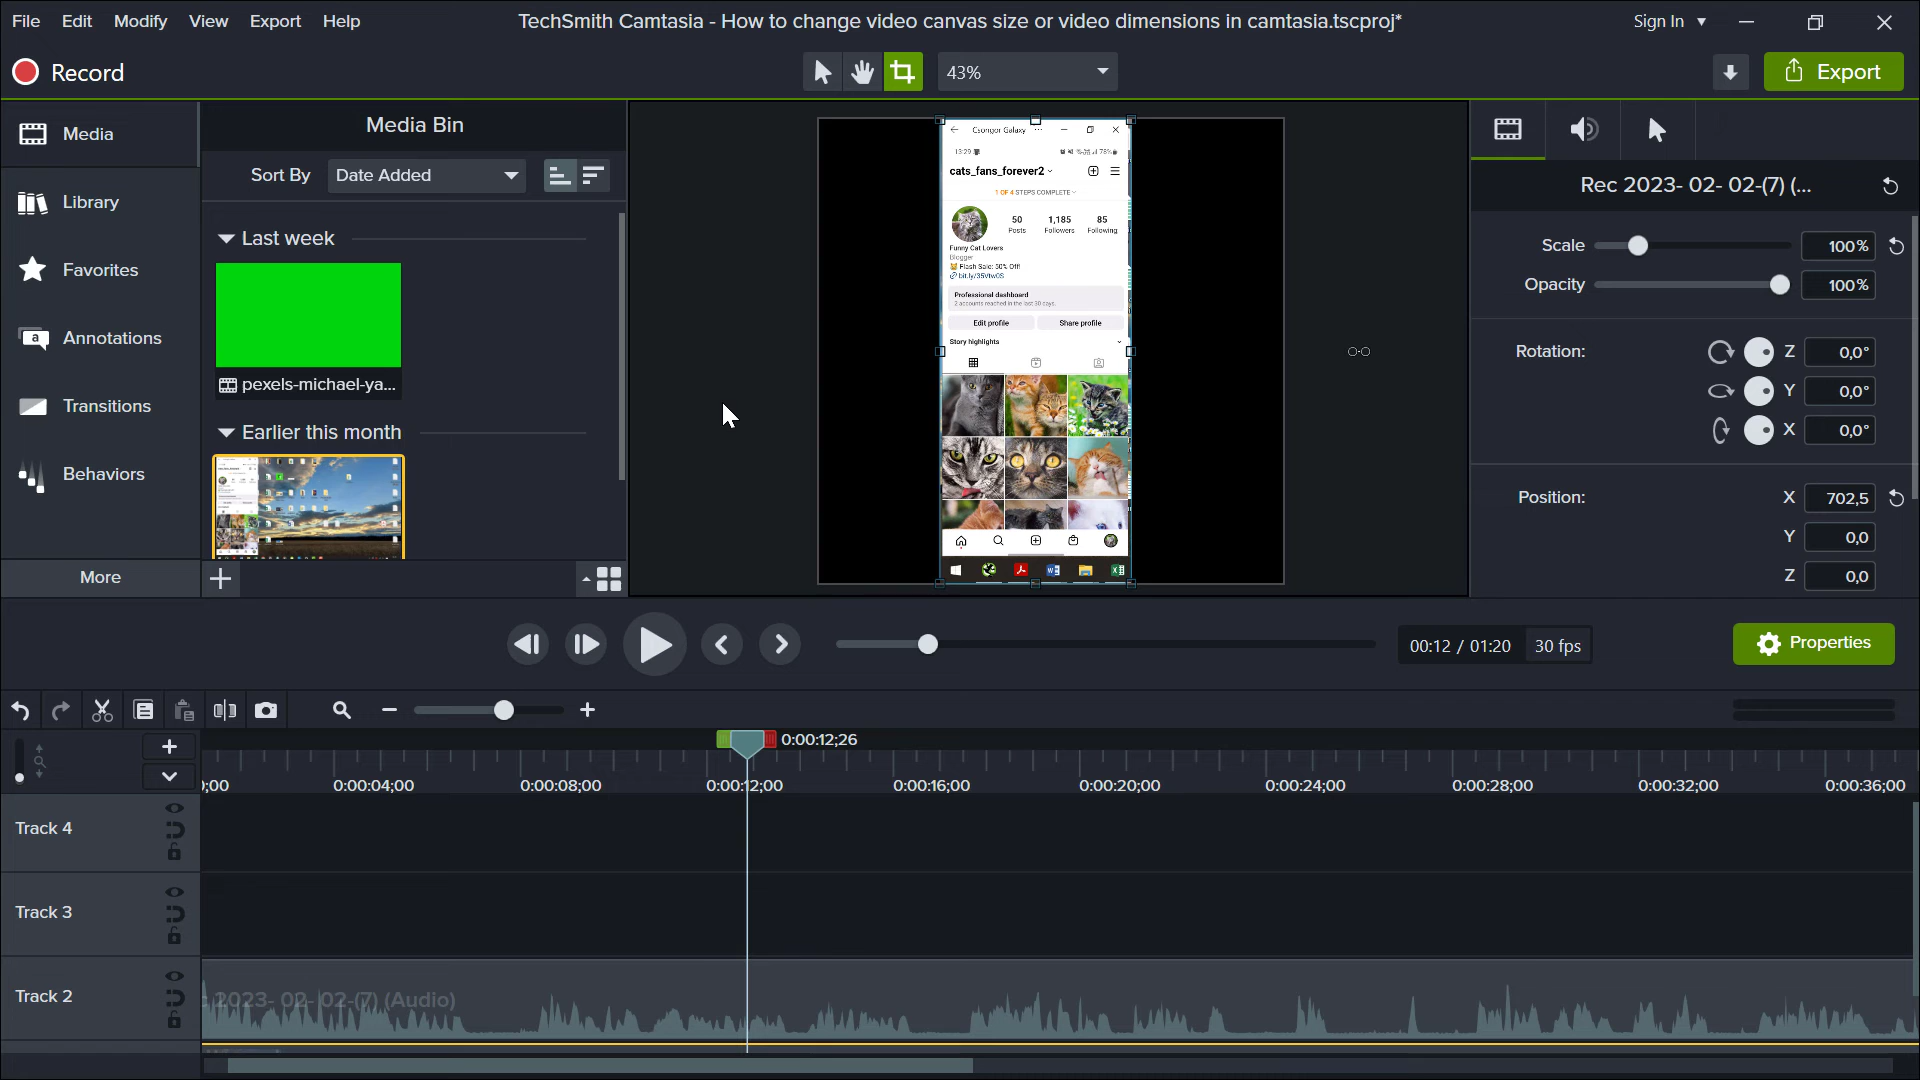 File Edit Modify View Export Help
TechSmith Camtasia - How to change video canvas size or video dimensions in camtasia.tscproj*
Sign In
Record
43%
Export
Media
Library
Favorites
Annotations
a
Transitions
Behaviors
More
Media Bin
Sort By Date Added
Last week
pexels-michael-ya...
Earlier this month
Csongor Galaxy
13:29
78%
cats_fans_forever2
1 OF 4 STEPS COMPLETE
50 1,185 85
Posts Followers Following
Funny Cat Lovers
Blogger
Flash Sale: 50% Off!
bit.ly/35Vtw0S
Professional dashboard
2 accounts reached in the last 30 days.
Edit profile Share profile
Story highlights
Rec 2023- 02- 02-(7) (...
Scale 100%
Opacity 100%
Rotation: Z 0,0°
Y 0,0°
X 0,0°
Position: X 702,5
Y 0,0
Z 0,0
00:12 / 01:20 30 fps
Properties
0:00:12;26
0:00:04;00 0:00:08;00 0:00:12;00 0:00:16;00 0:00:20;00 0:00:24;00 0:00:28;00 0:00:32;00 0:00:36;00
Track 4
Track 3
Track 2
2023- 02- 02-(7) (Audio)